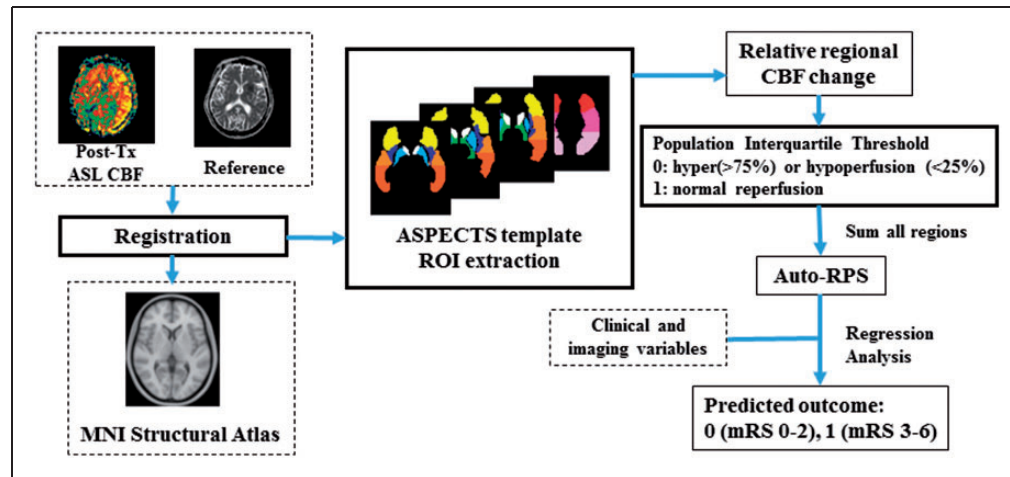 Post-Tx
ASL CBF
Reference
Registration
MNI Structural Atlas
ASPECTS template
ROI extraction
Relative regional
CBF change
Population Interquartile Threshold
0: hyper(>75%) or hypoperfusion (<25%)
1: normal reperfusion
Sum all regions
Auto-RPS
Clinical and
imaging variables
Regression
Analysis
Predicted outcome:
0 (mRS 0-2), 1 (mRS 3-6)